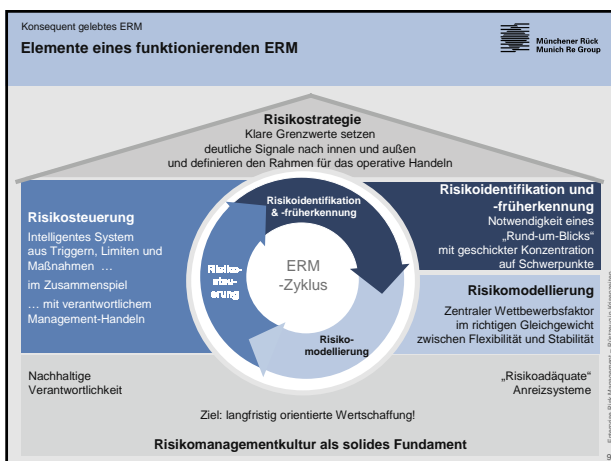 Konsequent gelebtes ERM
Elemente eines funktionierenden ERM
Münchener Rück
Munich Re Group
Risikostrategie
Klare Grenzwerte setzen
deutliche Signale nach innen und außen
und definieren den Rahmen für das operative Handeln
Risikosteuerung
Intelligentes System
aus Triggern, Limiten und
Maßnahmen …
im Zusammenspiel
… mit verantwortlichem
Management-Handeln
Risikoidentifikation
& -früherkennung
Risiko-
steu-
erung
ERM
-Zyklus
Risiko-
modellierung
Risikoidentifikation und
-früherkennung
Notwendigkeit eines
„Rund-um-Blicks”
mit geschickter Konzentration
auf Schwerpunkte
Risikomodellierung
Zentraler Wettbewerbsfaktor
im richtigen Gleichgewicht
zwischen Flexibilität und Stabilität
Nachhaltige
Verantwortlichkeit
„Risikoadäquate”
Anreizsysteme
Ziel: langfristig orientierte Wertschaffung!
Risikomanagementkultur als solides Fundament